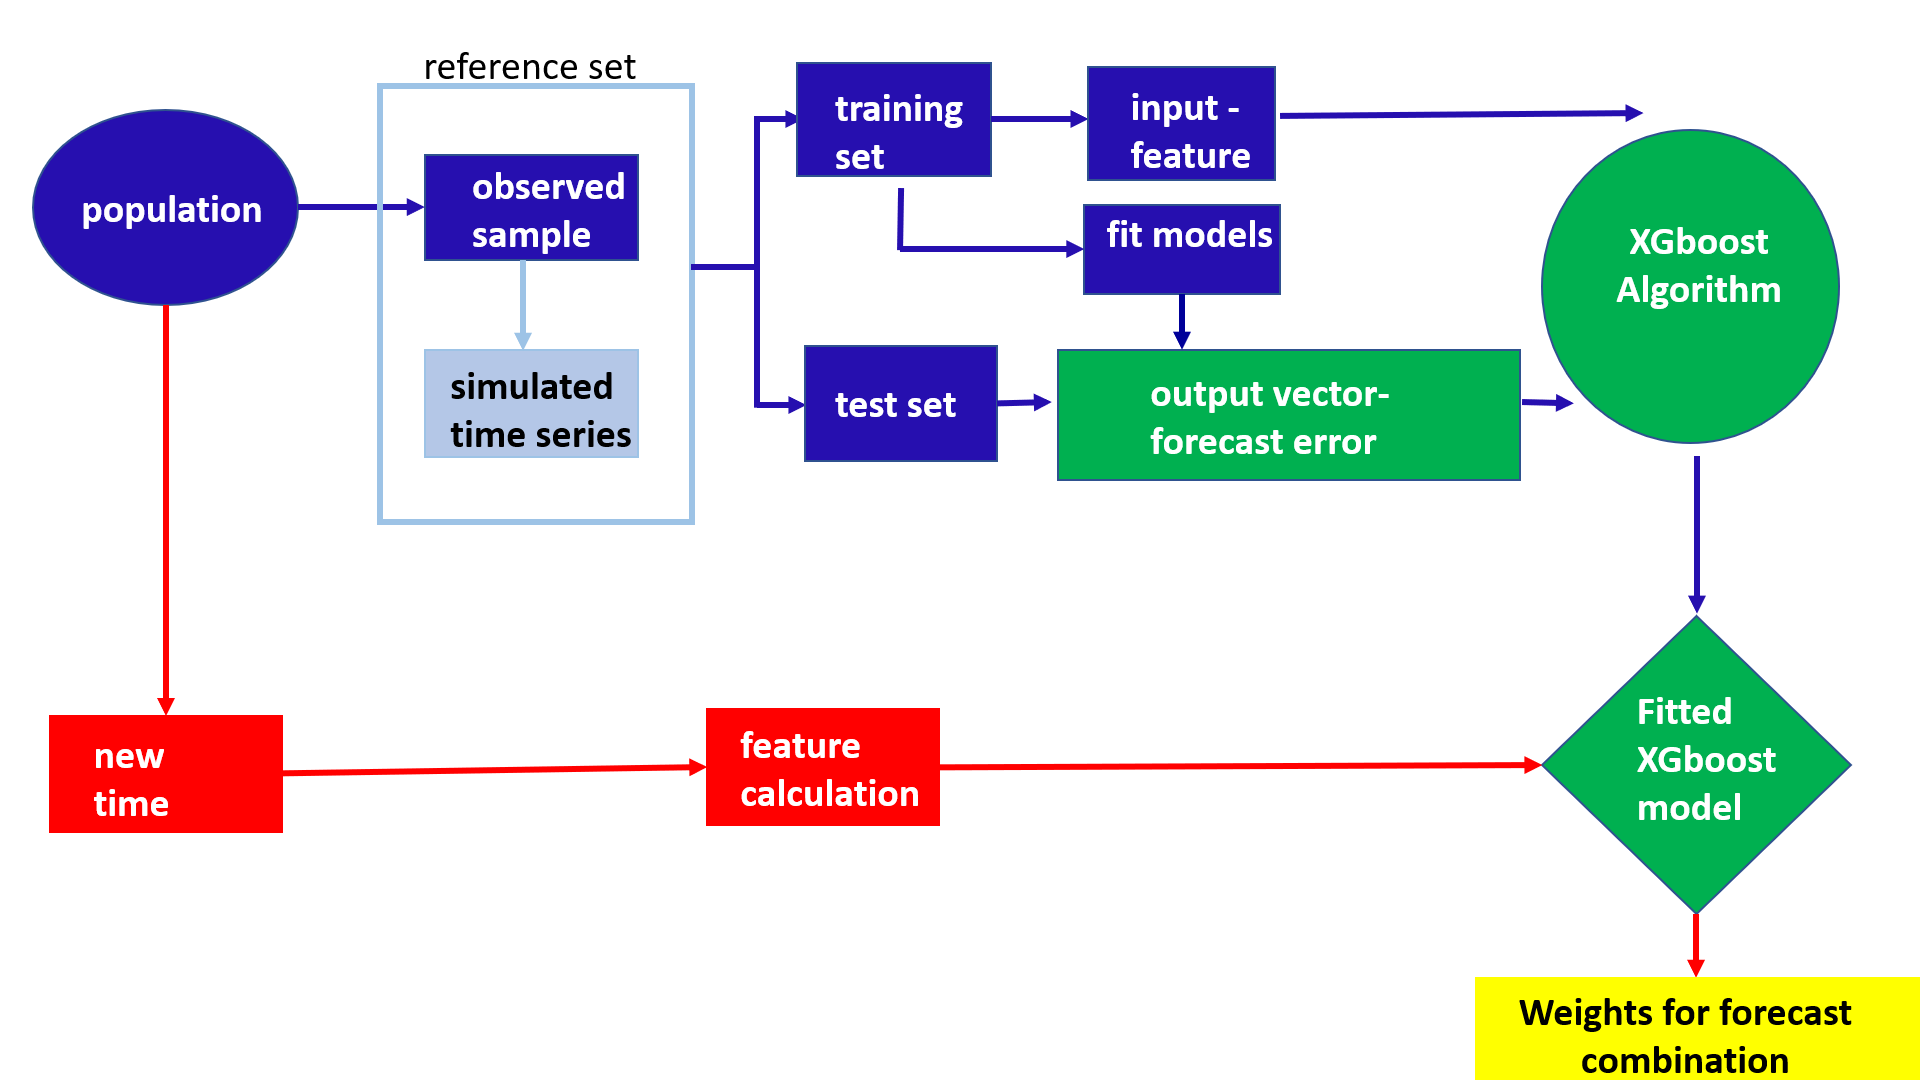 reference set
population
observed
sample
simulated
time series
training
set
input -
feature
fit models
test set
output vector-
forecast error
XGboost
Algorithm
new
time
feature
calculation
Fitted
XGboost
model
Weights for forecast
combination